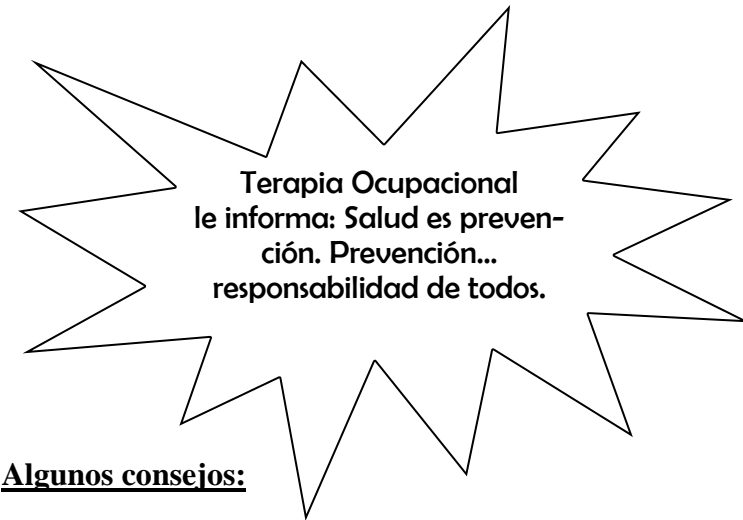 Terapia Ocupacional
le informa: Salud es preven-
ción. Prevención...
responsabilidad de todos.
Algunos consejos: